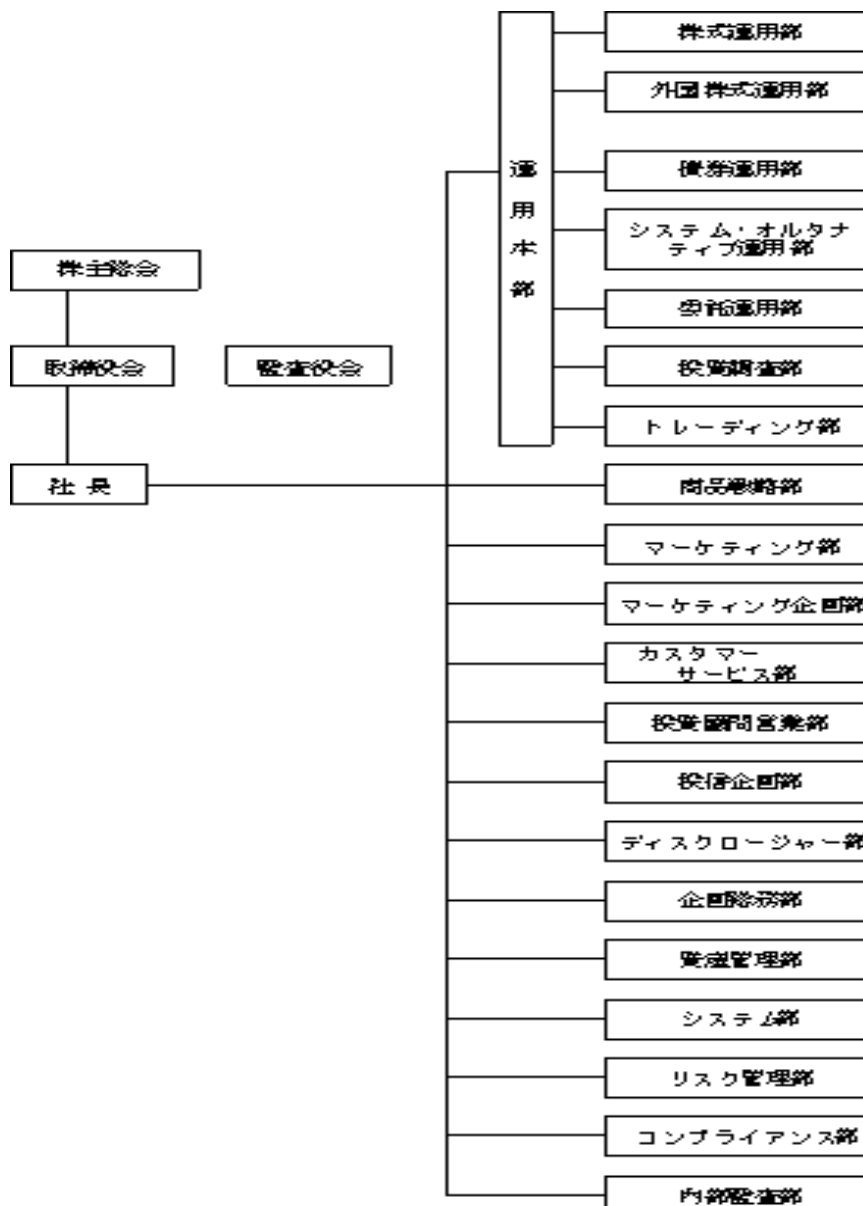 株式運用部
外国株式運用部
運用本部
債券運用部
システム・オルタナ
ティブ運用部
株主総会
委託運用部
取締役会
監査役会
投資調査部
トレーディング部
社長
商品戦略部
マーケティング部
マーケティング企画部
カスタマー
サービス部
投資顧問営業部
投信企画部
ディスクロージャー部
企画総務部
資産管理部
システム部
リスク管理部
コンプライアンス部
内部監査部